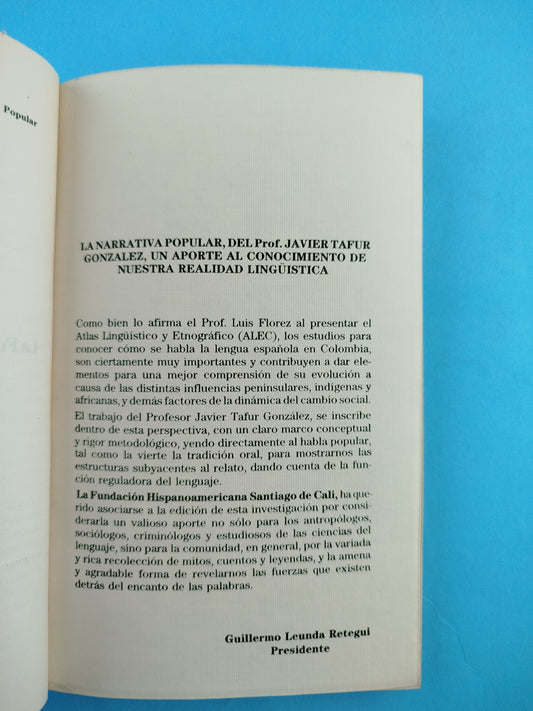 Popular
LA NARRATIVA POPULAR, DEL Prof. JAVIER TAFUR
GONZALEZ, UN APORTE AL CONOCIMIENTO DE
NUESTRA REALIDAD LINGÜISTICA
Como bien lo afirma el Prof. Luis Florez al presentar el
Atlas Lingüístico y Etnográfico (ALEC), los estudios para
conocer cómo se habla la lengua española en Colombia,
son ciertamente muy importantes y contribuyen a dar ele-
mentos para una mejor comprensión de su evolución a
causa de las distintas influencias peninsulares, indígenas y
africanas, y demás factores de la dinámica del cambio social.
El trabajo del Profesor Javier Tafur González, se inscribe
dentro de esta perspectiva, con un claro marco conceptual
y rigor metodológico, yendo directamente al habla popular,
tal como la vierte la tradición oral, para mostrarnos las
estructuras subyacentes al relato, dando cuenta de la fun-
ción reguladora del lenguaje.
La Fundación Hispanoamericana Santiago de Cali, ha que-
rido asociarse a la edición de esta investigación por consi-
derarla un valioso aporte no sólo para los antropólogos,
sociólogos, criminólogos y estudiosos de las ciencias del
lenguaje, sino para la comunidad, en general, por la variada
y rica recolección de mitos, cuentos y leyendas, y la amena
y agradable forma de revelarnos las fuerzas que existen
detrás del encanto de las palabras.
Guillermo Leunda Retegui
Presidente